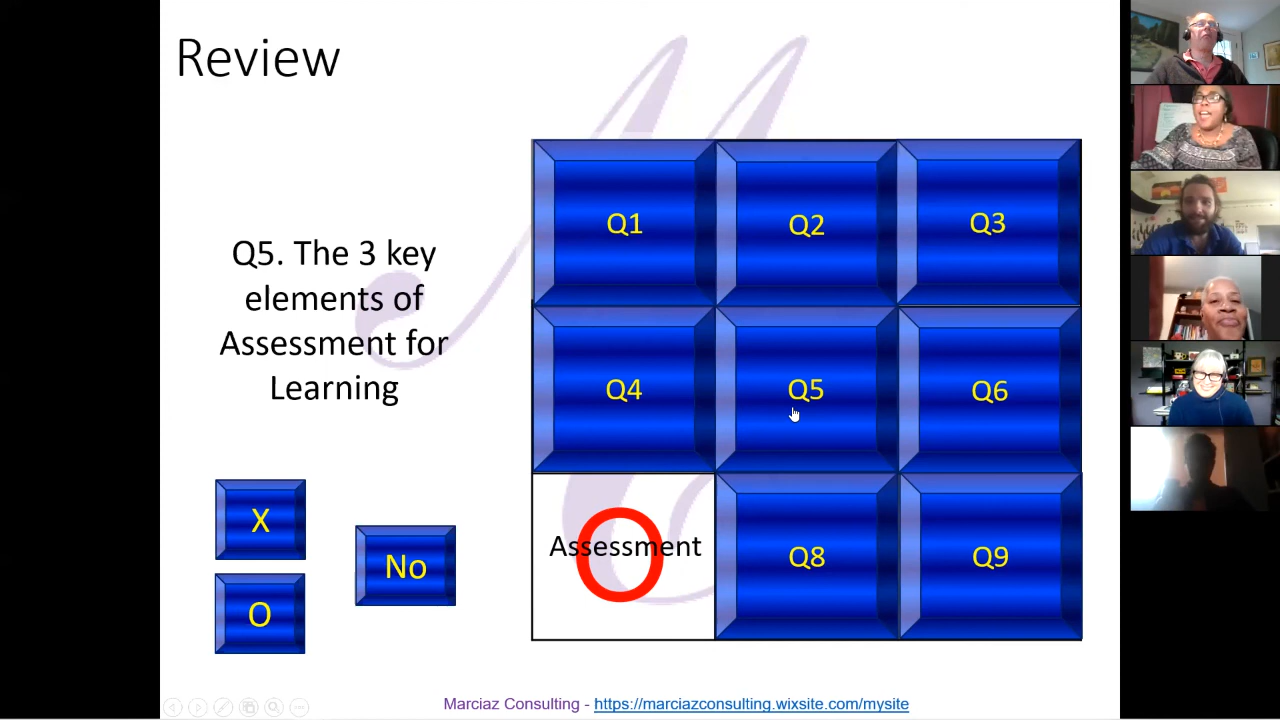 Review
Q1
Q2
Q3
Q5. The 3 key
elements of
Assessment for
Learning
Q4
Q5
Q6
X
No
O
O
Assessment
Q8
Q9
Marciaz Consulting - https://marciazconsulting.wixsite.com/mysite